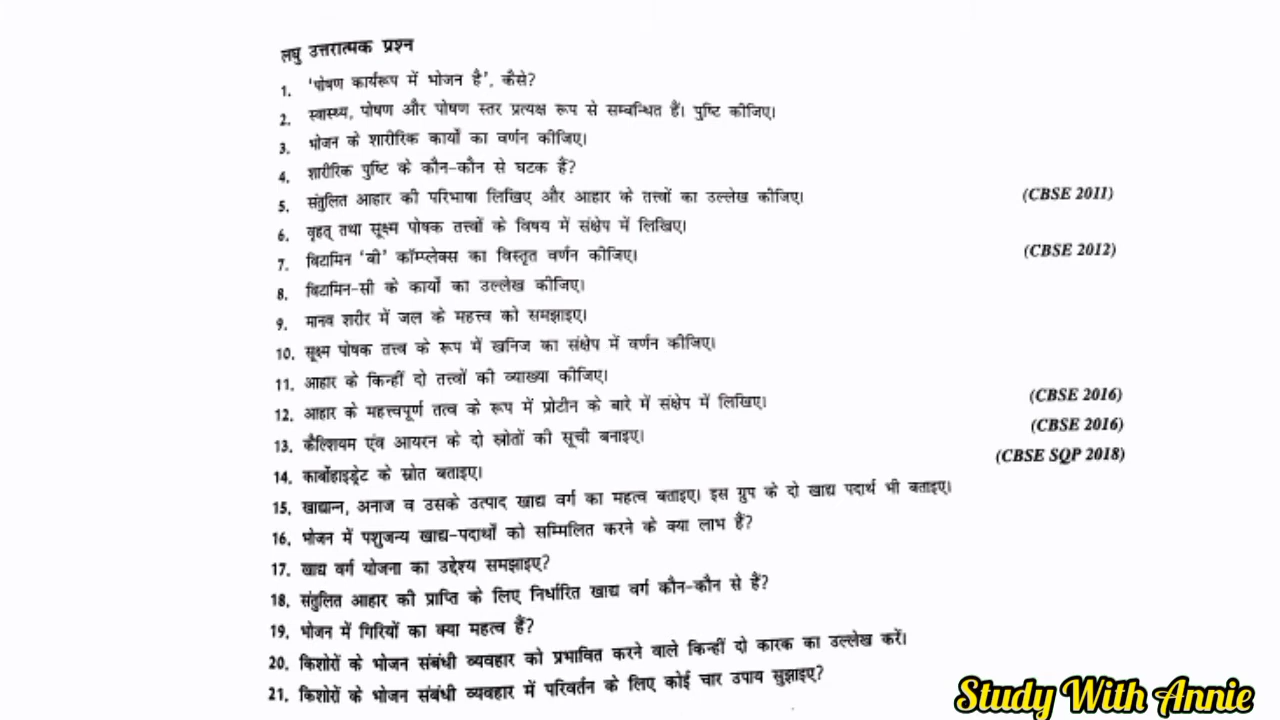 लघु उत्तरात्मक प्रश्न
1. 'पोषण कार्यरूप में भोजन है', कैसे?
2. स्वास्थ्य, पोषण और पोषण स्तर प्रत्यक्ष रूप से सम्बन्धित हैं। पुष्टि कीजिए।
3. भोजन के शारीरिक कार्यों का वर्णन कीजिए।
4. शारीरिक पुष्टि के कौन-कौन से घटक हैं?
5. संतुलित आहार की परिभाषा लिखिए और आहार के तत्त्वों का उल्लेख कीजिए। (CBSE 2011)
6. वृहत् तथा सूक्ष्म पोषक तत्त्वों के विषय में संक्षेप में लिखिए।
7. विटामिन 'बी' कॉम्प्लेक्स का विस्तृत वर्णन कीजिए। (CBSE 2012)
8. विटामिन-सी के कार्यों का उल्लेख कीजिए।
9. मानव शरीर में जल के महत्त्व को समझाइए।
10. सूक्ष्म पोषक तत्त्व के रूप में खनिज का संक्षेप में वर्णन कीजिए।
11. आहार के किन्हीं दो तत्त्वों की व्याख्या कीजिए।
12. आहार के महत्त्वपूर्ण तत्व के रूप में प्रोटीन के बारे में संक्षेप में लिखिए। (CBSE 2016)
13. कैल्शियम एंव आयरन के दो स्रोतों की सूची बनाइए। (CBSE 2016)
14. कार्बोहाइड्रेट के स्रोत बताइए। (CBSE SQP 2018)
15. खाद्यान्न, अनाज व उसके उत्पाद खाद्य वर्ग का महत्व बताइए। इस ग्रुप के दो खाद्य पदार्थ भी बताइए।
16. भोजन में पशुजन्य खाद्य-पदार्थों को सम्मिलित करने के क्या लाभ हैं?
17. खाद्य वर्ग योजना का उद्देश्य समझाइए?
18. संतुलित आहार की प्राप्ति के लिए निर्धारित खाद्य वर्ग कौन-कौन से हैं?
19. भोजन में गिरियों का क्या महत्व हैं?
20. किशोरों के भोजन संबंधी व्यवहार को प्रभावित करने वाले किन्हीं दो कारक का उल्लेख करें।
21. किशोरों के भोजन संबंधी व्यवहार में परिवर्तन के लिए कोई चार उपाय सुझाइए?
Study With Annie